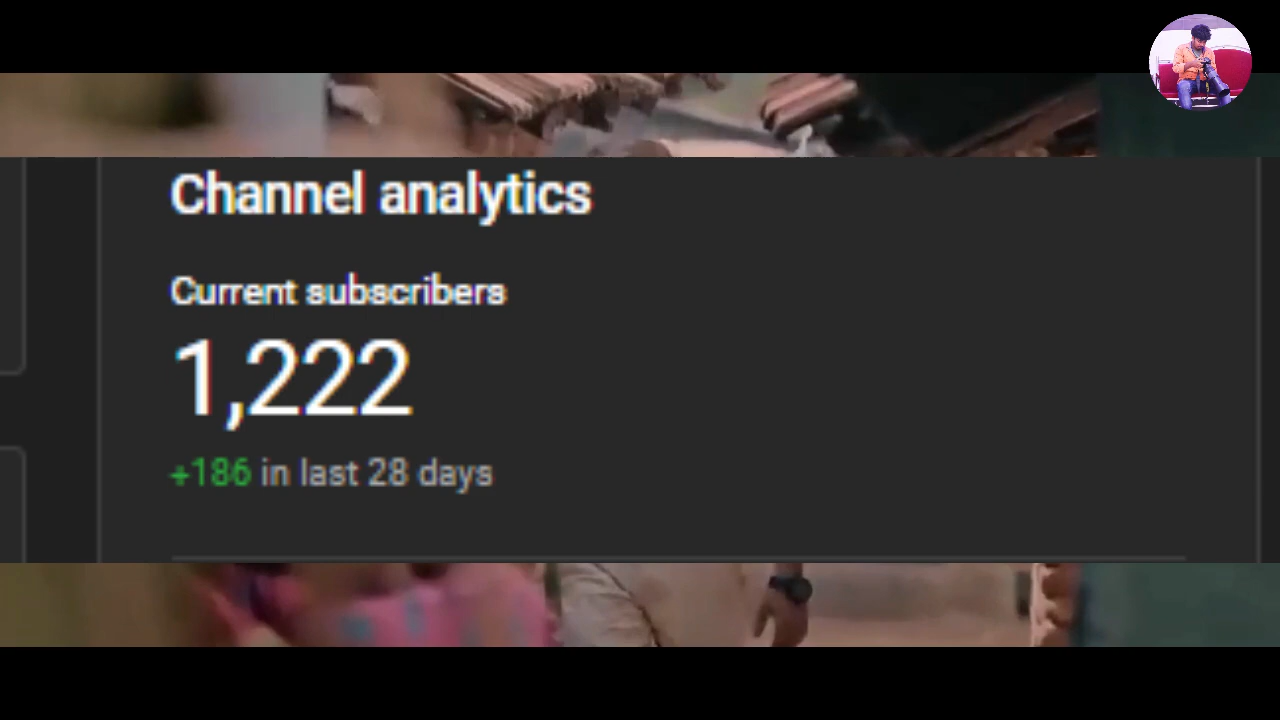 Channel analytics
Current subscribers
1,222
+186 in last 28 days